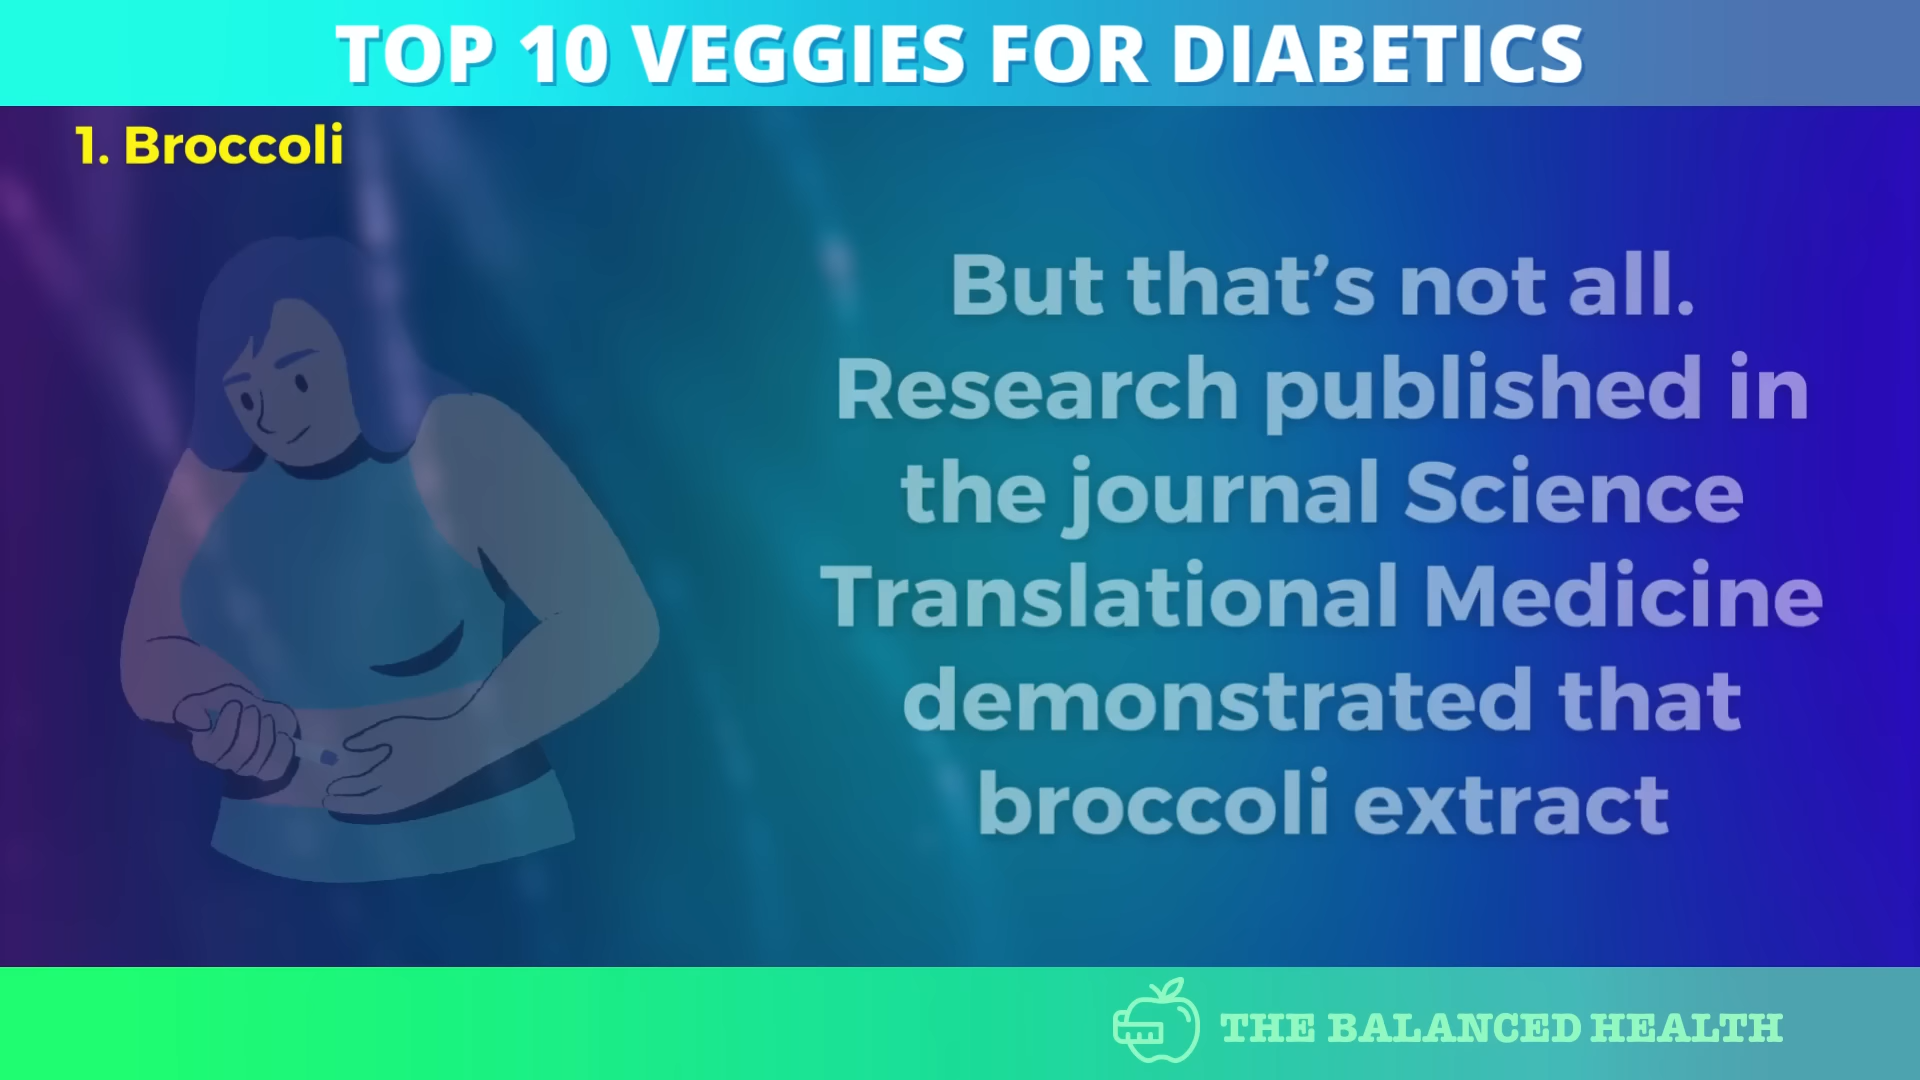 TOP 10 VEGGIES FOR DIABETICS
1. Broccoli
But that’s not all.
Research published in
the journal Science
Translational Medicine
demonstrated that
broccoli extract
THE BALANCED HEALTH